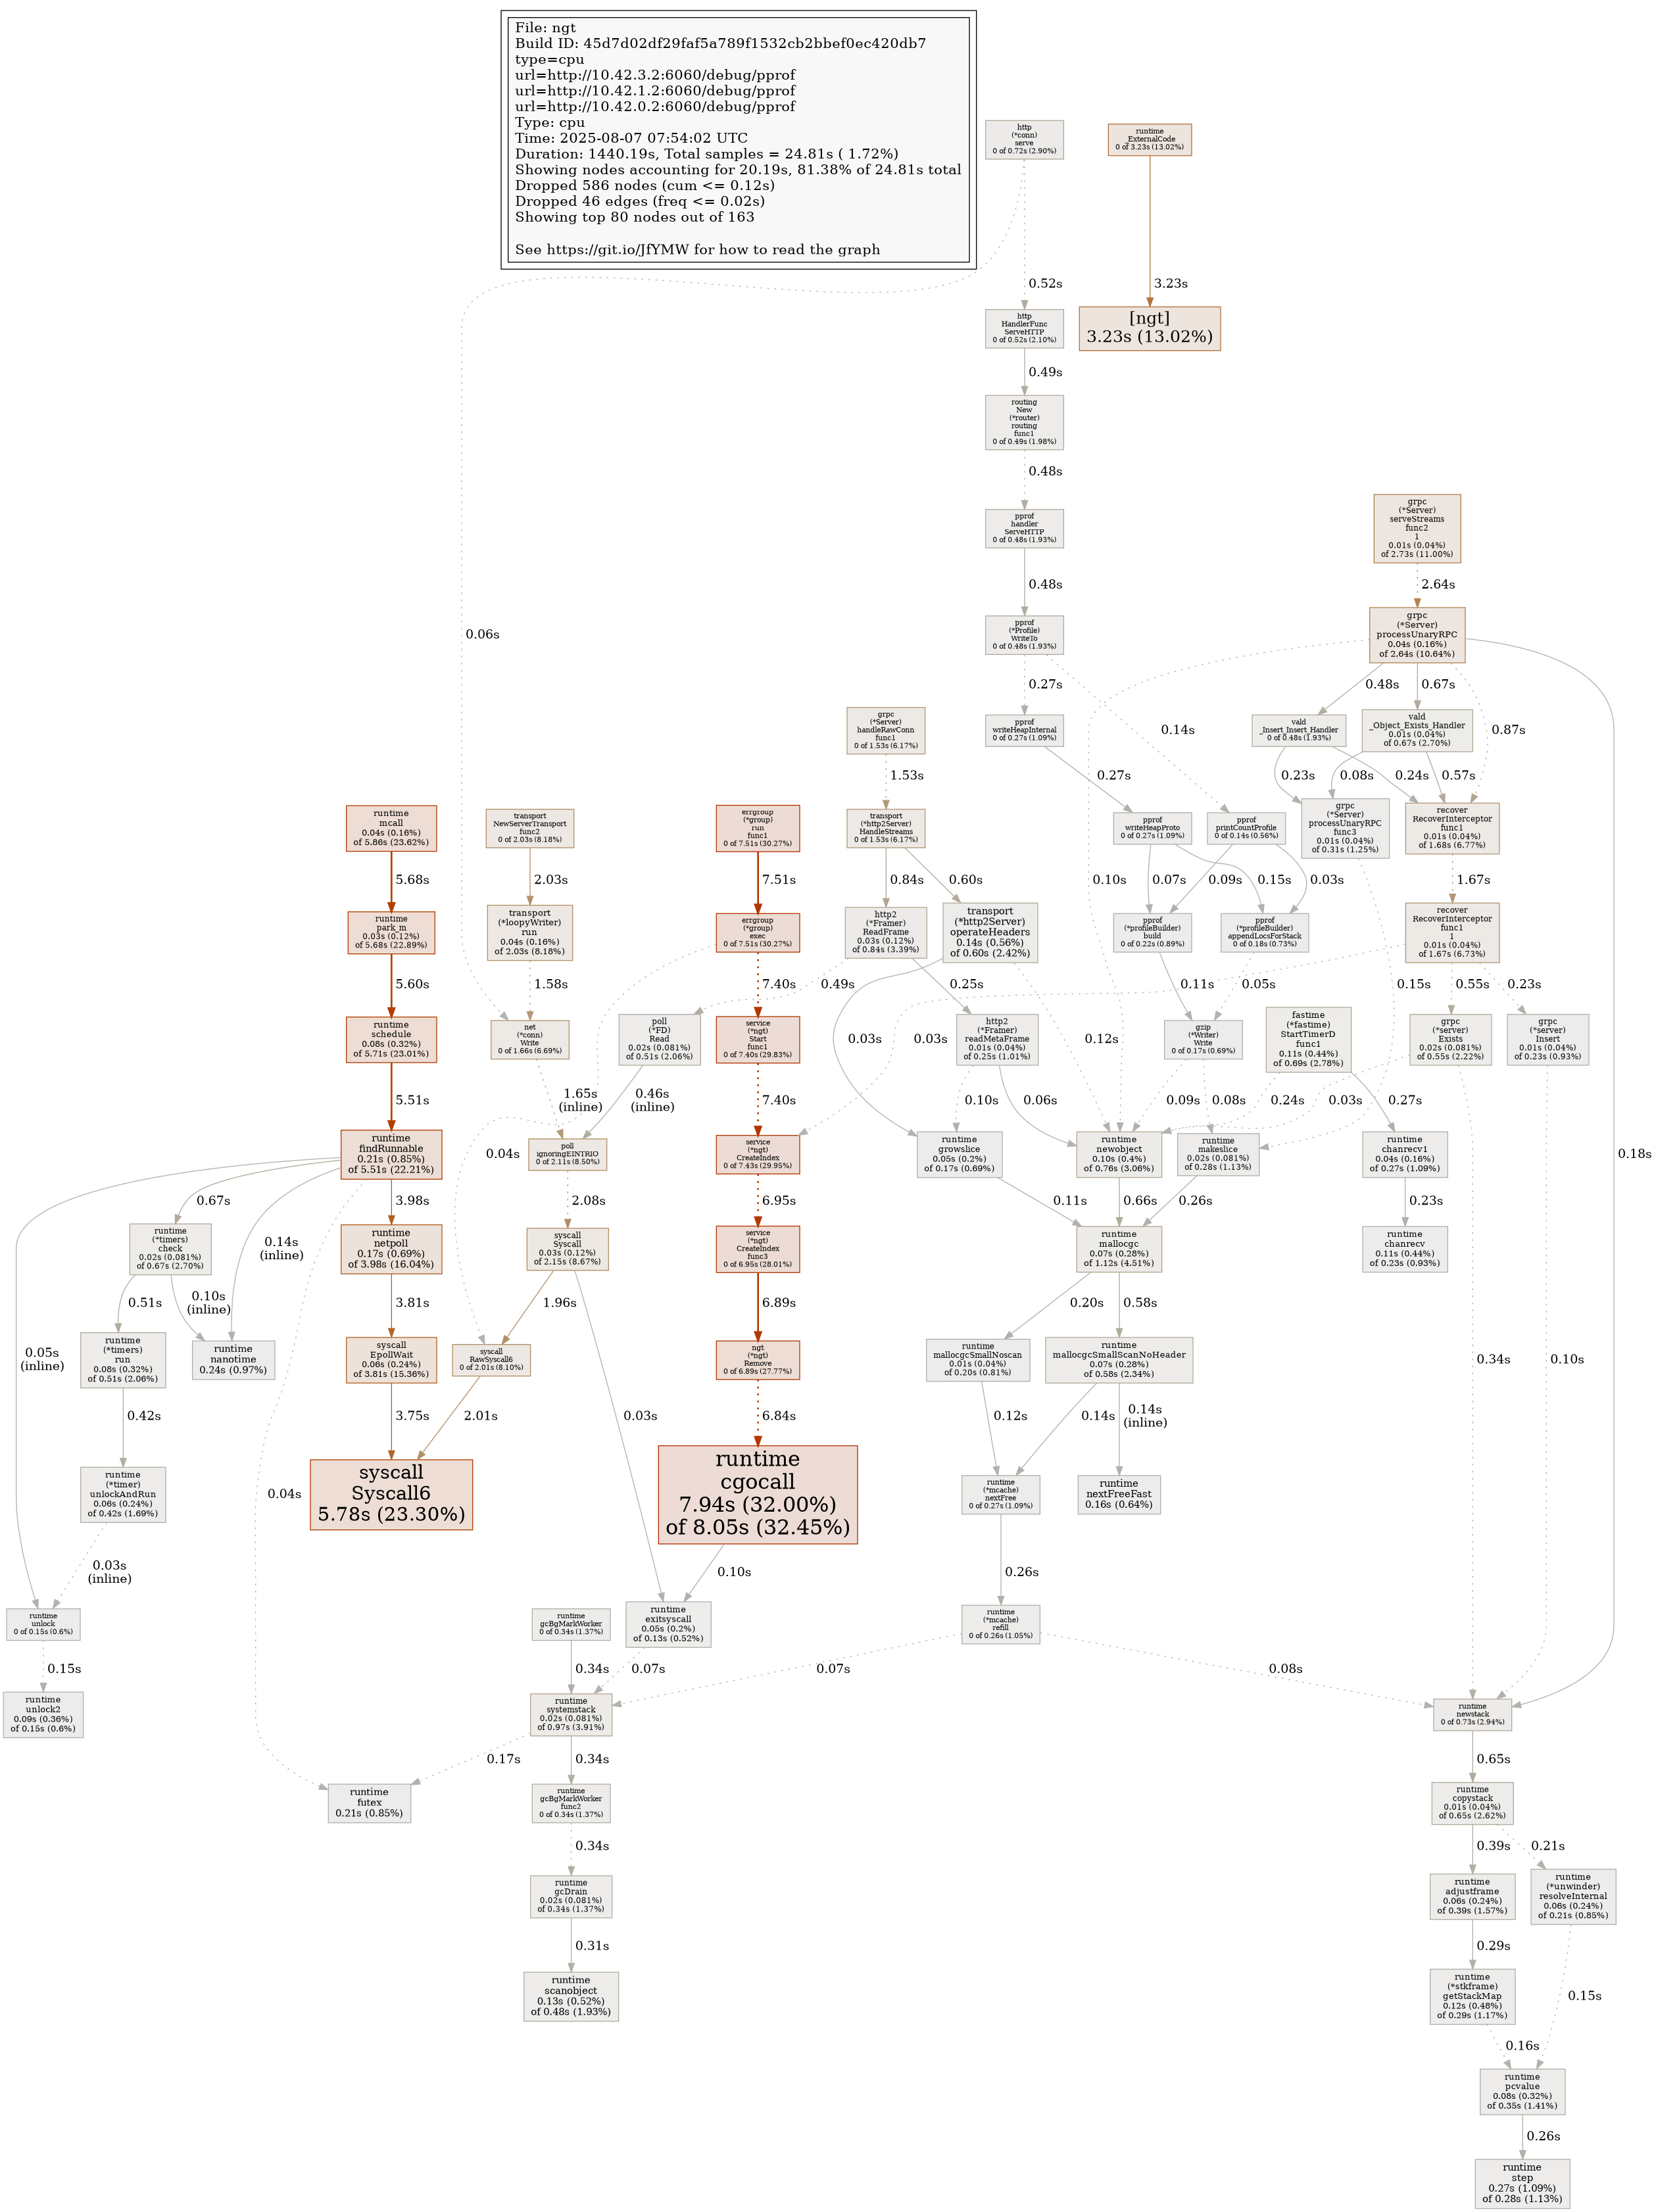 File: ngt
Build ID: 45d7d02df29faf5a789f1532cb2bbef0ec420db7
type=cpu
url=http://10.42.3.2:6060/debug/pprof
url=http://10.42.1.2:6060/debug/pprof
url=http://10.42.0.2:6060/debug/pprof
Type: cpu
Time: 2025-08-07 07:54:02 UTC
Duration: 1440.19s, Total samples = 24.81s ( 1.72%)
Showing nodes accounting for 20.19s, 81.38% of 24.81s total
Dropped 586 nodes (cum <= 0.12s)
Dropped 46 edges (freq <= 0.02s)
Showing top 80 nodes out of 163
See https://git.io/JfYMW for how to read the graph
http
(*conn)
serve
0 of 0.72s (2.90%)
runtime
_ExternalCode
0 of 3.23s (13.02%)
0.52s
3.23s
http
HandlerFunc
ServeHTTP
0 of 0.52s (2.10%)
[ngt]
3.23s (13.02%)
0.49s
routing
New
(*router)
routing
func1
0 of 0.49s (1.98%)
0.48s
pprof
handler
ServeHTTP
0 of 0.48s (1.93%)
0.48s
grpc
(*Server)
serveStreams
func2
1
0.01s (0.04%)
of 2.73s (11.00%)
2.64s
0.06s
pprof
(*Profile)
WriteTo
0 of 0.48s (1.93%)
grpc
(*Server)
processUnaryRPC
0.04s (0.16%)
of 2.64s (10.64%)
0.27s
0.14s
0.48s
0.67s
0.87s
0.18s
grpc
(*Server)
handleRawConn
func1
0 of 1.53s (6.17%)
pprof
writeHeapInternal
0 of 0.27s (1.09%)
vald
_Insert_Insert_Handler
0 of 0.48s (1.93%)
vald
_Object_Exists_Handler
0.01s (0.04%)
of 0.67s (2.70%)
1.53s
0.27s
0.10s
0.23s
0.24s
0.08s
0.57s
runtime
mcall
0.04s (0.16%)
of 5.86s (23.62%)
transport
NewServerTransport
func2
0 of 2.03s (8.18%)
errgroup
(*group)
run
func1
0 of 7.51s (30.27%)
transport
(*http2Server)
HandleStreams
0 of 1.53s (6.17%)
pprof
writeHeapProto
0 of 0.27s (1.09%)
pprof
printCountProfile
0 of 0.14s (0.56%)
grpc
(*Server)
processUnaryRPC
func3
0.01s (0.04%)
of 0.31s (1.25%)
recover
RecoverInterceptor
func1
0.01s (0.04%)
of 1.68s (6.77%)
5.68s
2.03s
7.51s
0.84s
0.60s
0.07s
0.09s
0.15s
0.03s
1.67s
runtime
park_m
0.03s (0.12%)
of 5.68s (22.89%)
transport
(*loopyWriter)
run
0.04s (0.16%)
of 2.03s (8.18%)
errgroup
(*group)
exec
0 of 7.51s (30.27%)
http2
(*Framer)
ReadFrame
0.03s (0.12%)
of 0.84s (3.39%)
transport
(*http2Server)
operateHeaders
0.14s (0.56%)
of 0.60s (2.42%)
pprof
(*profileBuilder)
build
0 of 0.22s (0.89%)
pprof
(*profileBuilder)
appendLocsForStack
0 of 0.18s (0.73%)
recover
RecoverInterceptor
func1
1
0.01s (0.04%)
of 1.67s (6.73%)
5.60s
1.58s
7.40s
0.49s
0.25s
0.11s
0.05s
0.15s
0.55s
0.23s
runtime
schedule
0.08s (0.32%)
of 5.71s (23.01%)
net
(*conn)
Write
0 of 1.66s (6.69%)
poll
(*FD)
Read
0.02s (0.081%)
of 0.51s (2.06%)
service
(*ngt)
Start
func1
0 of 7.40s (29.83%)
0.03s
0.03s
http2
(*Framer)
readMetaFrame
0.01s (0.04%)
of 0.25s (1.01%)
0.12s
gzip
(*Writer)
Write
0 of 0.17s (0.69%)
fastime
(*fastime)
StartTimerD
func1
0.11s (0.44%)
of 0.69s (2.78%)
grpc
(*server)
Exists
0.02s (0.081%)
of 0.55s (2.22%)
grpc
(*server)
Insert
0.01s (0.04%)
of 0.23s (0.93%)
5.51s
1.65s
(inline)
0.46s
(inline)
7.40s
0.10s
0.06s
0.09s
0.08s
0.24s
0.03s
0.27s
runtime
findRunnable
0.21s (0.85%)
of 5.51s (22.21%)
0.04s
poll
ignoringEINTRIO
0 of 2.11s (8.50%)
service
(*ngt)
CreateIndex
0 of 7.43s (29.95%)
runtime
growslice
0.05s (0.2%)
of 0.17s (0.69%)
runtime
newobject
0.10s (0.4%)
of 0.76s (3.06%)
runtime
makeslice
0.02s (0.081%)
of 0.28s (1.13%)
runtime
chanrecv1
0.04s (0.16%)
of 0.27s (1.09%)
0.67s
3.98s
2.08s
6.95s
0.11s
0.66s
0.26s
0.23s
runtime
(*timers)
check
0.02s (0.081%)
of 0.67s (2.70%)
0.14s
(inline)
runtime
netpoll
0.17s (0.69%)
of 3.98s (16.04%)
syscall
Syscall
0.03s (0.12%)
of 2.15s (8.67%)
service
(*ngt)
CreateIndex
func3
0 of 6.95s (28.01%)
runtime
mallocgc
0.07s (0.28%)
of 1.12s (4.51%)
runtime
chanrecv
0.11s (0.44%)
of 0.23s (0.93%)
0.51s
0.10s
(inline)
3.81s
1.96s
6.89s
0.20s
0.58s
0.05s
(inline)
runtime
(*timers)
run
0.08s (0.32%)
of 0.51s (2.06%)
runtime
nanotime
0.24s (0.97%)
syscall
EpollWait
0.06s (0.24%)
of 3.81s (15.36%)
syscall
RawSyscall6
0 of 2.01s (8.10%)
ngt
(*ngt)
Remove
0 of 6.89s (27.77%)
runtime
mallocgcSmallNoscan
0.01s (0.04%)
of 0.20s (0.81%)
runtime
mallocgcSmallScanNoHeader
0.07s (0.28%)
of 0.58s (2.34%)
0.34s
0.10s
0.42s
3.75s
2.01s
0.03s
6.84s
0.12s
0.14s
0.14s
(inline)
runtime
(*timer)
unlockAndRun
0.06s (0.24%)
of 0.42s (1.69%)
0.04s
syscall
Syscall6
5.78s (23.30%)
runtime
cgocall
7.94s (32.00%)
of 8.05s (32.45%)
runtime
(*mcache)
nextFree
0 of 0.27s (1.09%)
runtime
nextFreeFast
0.16s (0.64%)
0.03s
(inline)
0.10s
0.26s
runtime
unlock
0 of 0.15s (0.6%)
runtime
gcBgMarkWorker
0 of 0.34s (1.37%)
runtime
exitsyscall
0.05s (0.2%)
of 0.13s (0.52%)
runtime
(*mcache)
refill
0 of 0.26s (1.05%)
0.15s
0.34s
0.07s
0.07s
0.08s
runtime
unlock2
0.09s (0.36%)
of 0.15s (0.6%)
runtime
systemstack
0.02s (0.081%)
of 0.97s (3.91%)
runtime
newstack
0 of 0.73s (2.94%)
0.17s
0.34s
0.65s
runtime
futex
0.21s (0.85%)
runtime
gcBgMarkWorker
func2
0 of 0.34s (1.37%)
runtime
copystack
0.01s (0.04%)
of 0.65s (2.62%)
0.34s
0.39s
0.21s
runtime
gcDrain
0.02s (0.081%)
of 0.34s (1.37%)
runtime
adjustframe
0.06s (0.24%)
of 0.39s (1.57%)
runtime
(*unwinder)
resolveInternal
0.06s (0.24%)
of 0.21s (0.85%)
0.31s
0.29s
runtime
scanobject
0.13s (0.52%)
of 0.48s (1.93%)
runtime
(*stkframe)
getStackMap
0.12s (0.48%)
of 0.29s (1.17%)
0.15s
0.16s
runtime
pcvalue
0.08s (0.32%)
of 0.35s (1.41%)
0.26s
runtime
step
0.27s (1.09%)
of 0.28s (1.13%)